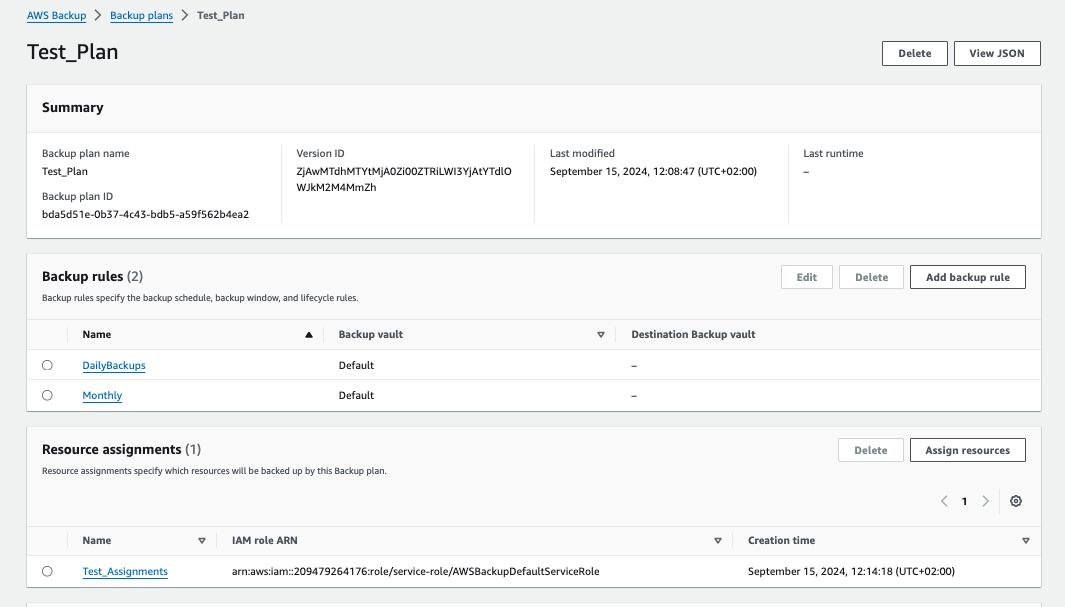 AWS Backup > Backup plans > Test_Plan
Test_Plan
Delete View JSON
Summary
Backup plan name
Test_Plan
Backup plan ID
bda5d51e-0b37-4c43-bdb5-a59f562b4ea2
Version ID
ZjAwMTdhMTYtMjA0Zi00ZTRiLWI3YjAtYTdlO
WJkM2M4MmZh
Last modified
September 15, 2024, 12:08:47 (UTC+02:00)
Last runtime
–
Backup rules (2)
Edit Delete Add backup rule
Backup rules specify the backup schedule, backup window, and lifecycle rules.
Name Backup vault Destination Backup vault
DailyBackups Default –
Monthly Default –
Resource assignments (1)
Delete Assign resources
Resource assignments specify which resources will be backed up by this Backup plan.
1
Name IAM role ARN Creation time
Test_Assignments arn:aws:iam::209479264176:role/service-role/AWSBackupDefaultServiceRole September 15, 2024, 12:14:18 (UTC+02:00)